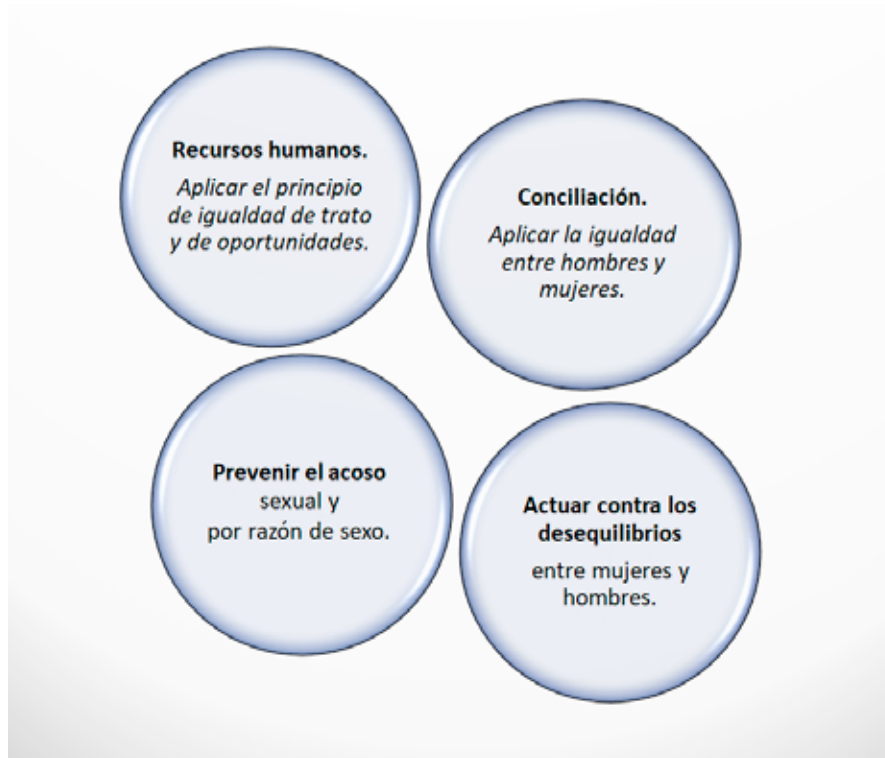 Recursos humanos.
Aplicar el principio
de igualdad de trato
y de oportunidades.
Conciliación.
Aplicar la igualdad
entre hombres y
mujeres.
Prevenir el acoso
sexual y
por razón de sexo.
Actuar contra los
desequilibrios
entre mujeres y
hombres.